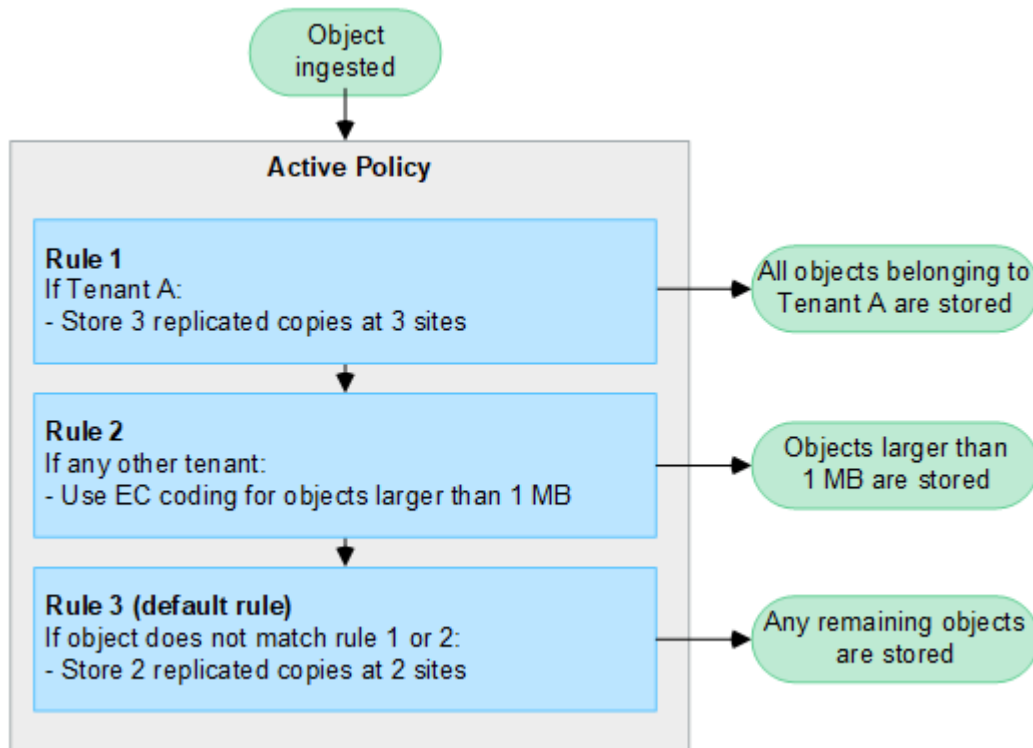 Object
ingested
Active Policy
Rule 1
If Tenant A:
- Store 3 replicated copies at 3 sites
All objects belonging to
Tenant A are stored
Rule 2
If any other tenant:
- Use EC coding for objects larger than 1 MB
Objects larger than
1 MB are stored
Rule 3 (default rule)
If object does not match rule 1 or 2:
- Store 2 replicated copies at 2 sites
Any remaining objects
are stored